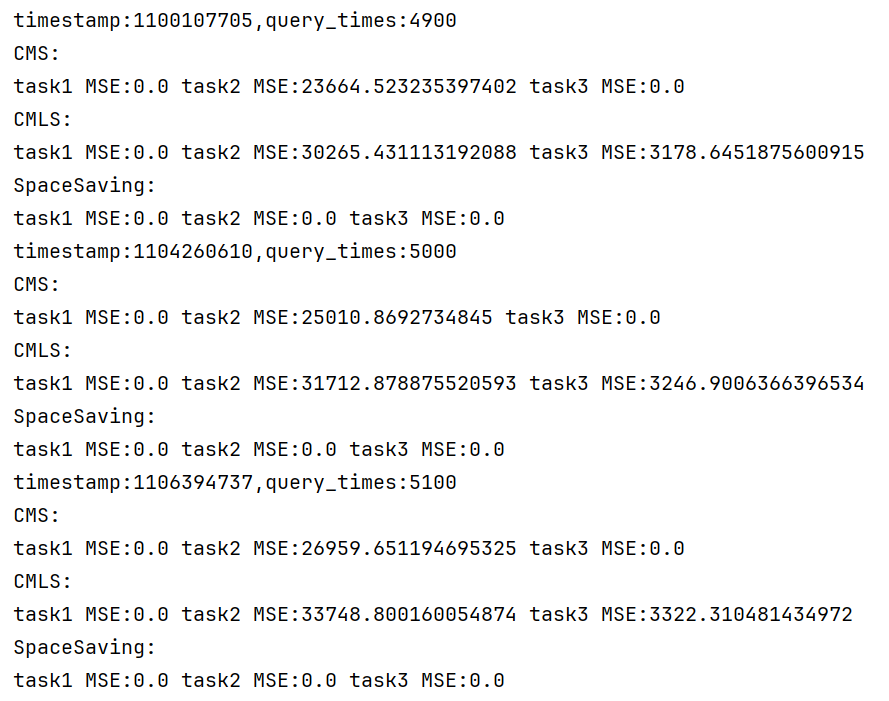 timestamp:1100107705,query_times:4900
CMS:
task1 MSE:0.0 task2 MSE:23664.523235397402 task3 MSE:0.0
CMLS:
task1 MSE:0.0 task2 MSE:30265.431113192088 task3 MSE:3178.6451875600915
SpaceSaving:
task1 MSE:0.0 task2 MSE:0.0 task3 MSE:0.0
timestamp:1104260610,query_times:5000
CMS:
task1 MSE:0.0 task2 MSE:25010.8692734845 task3 MSE:0.0
CMLS:
task1 MSE:0.0 task2 MSE:31712.878875520593 task3 MSE:3246.9006366396534
SpaceSaving:
task1 MSE:0.0 task2 MSE:0.0 task3 MSE:0.0
timestamp:1106394737,query_times:5100
CMS:
task1 MSE:0.0 task2 MSE:26959.651194695325 task3 MSE:0.0
CMLS:
task1 MSE:0.0 task2 MSE:33748.800160054874 task3 MSE:3322.310481434972
SpaceSaving:
task1 MSE:0.0 task2 MSE:0.0 task3 MSE:0.0